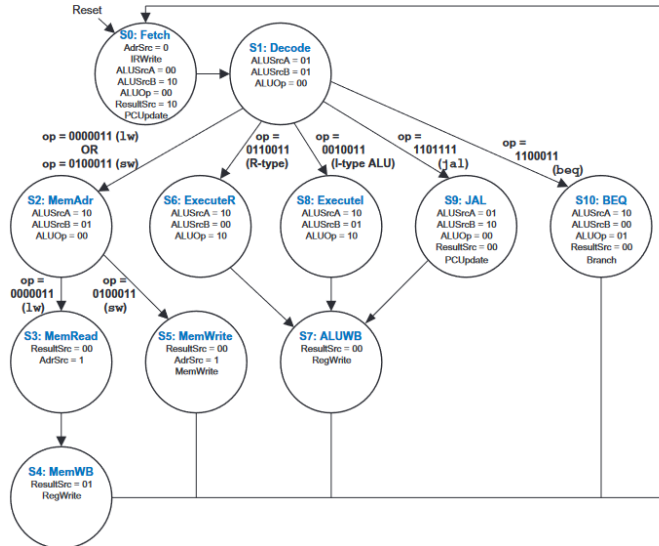 Reset
S0: Fetch
AdrSrc = 0
IRWrite
ALUSrcA = 00
ALUSrcB = 10
ALUOp = 00
ResultSrc = 10
PCUpdate
S1: Decode
ALUSrcA = 01
ALUSrcB = 01
ALUOp = 00
op = 0000011 (lw)
OR
op = 0100011 (sw)
op =
0110011
(R-type)
op =
0010011
(I-type ALU)
op =
1101111
(jal)
op =
1100011
(beq)
S2: MemAdr
ALUSrcA = 10
ALUSrcB = 01
ALUOp = 00
S6: ExecuteR
ALUSrcA = 10
ALUSrcB = 00
ALUOp = 10
S8: ExecuteI
ALUSrcA = 10
ALUSrcB = 01
ALUOp = 10
S9: JAL
ALUSrcA = 01
ALUSrcB = 10
ALUOp = 00
ResultSrc = 00
PCUpdate
S10: BEQ
ALUSrcA = 10
ALUSrcB = 00
ALUOp = 01
ResultSrc = 00
Branch
op =
0000011
(lw)
op =
0100011
(sw)
S3: MemRead
ResultSrc = 00
AdrSrc = 1
S5: MemWrite
ResultSrc = 00
AdrSrc = 1
MemWrite
S7: ALUWB
ResultSrc = 00
RegWrite
S4: MemWB
ResultSrc = 01
RegWrite